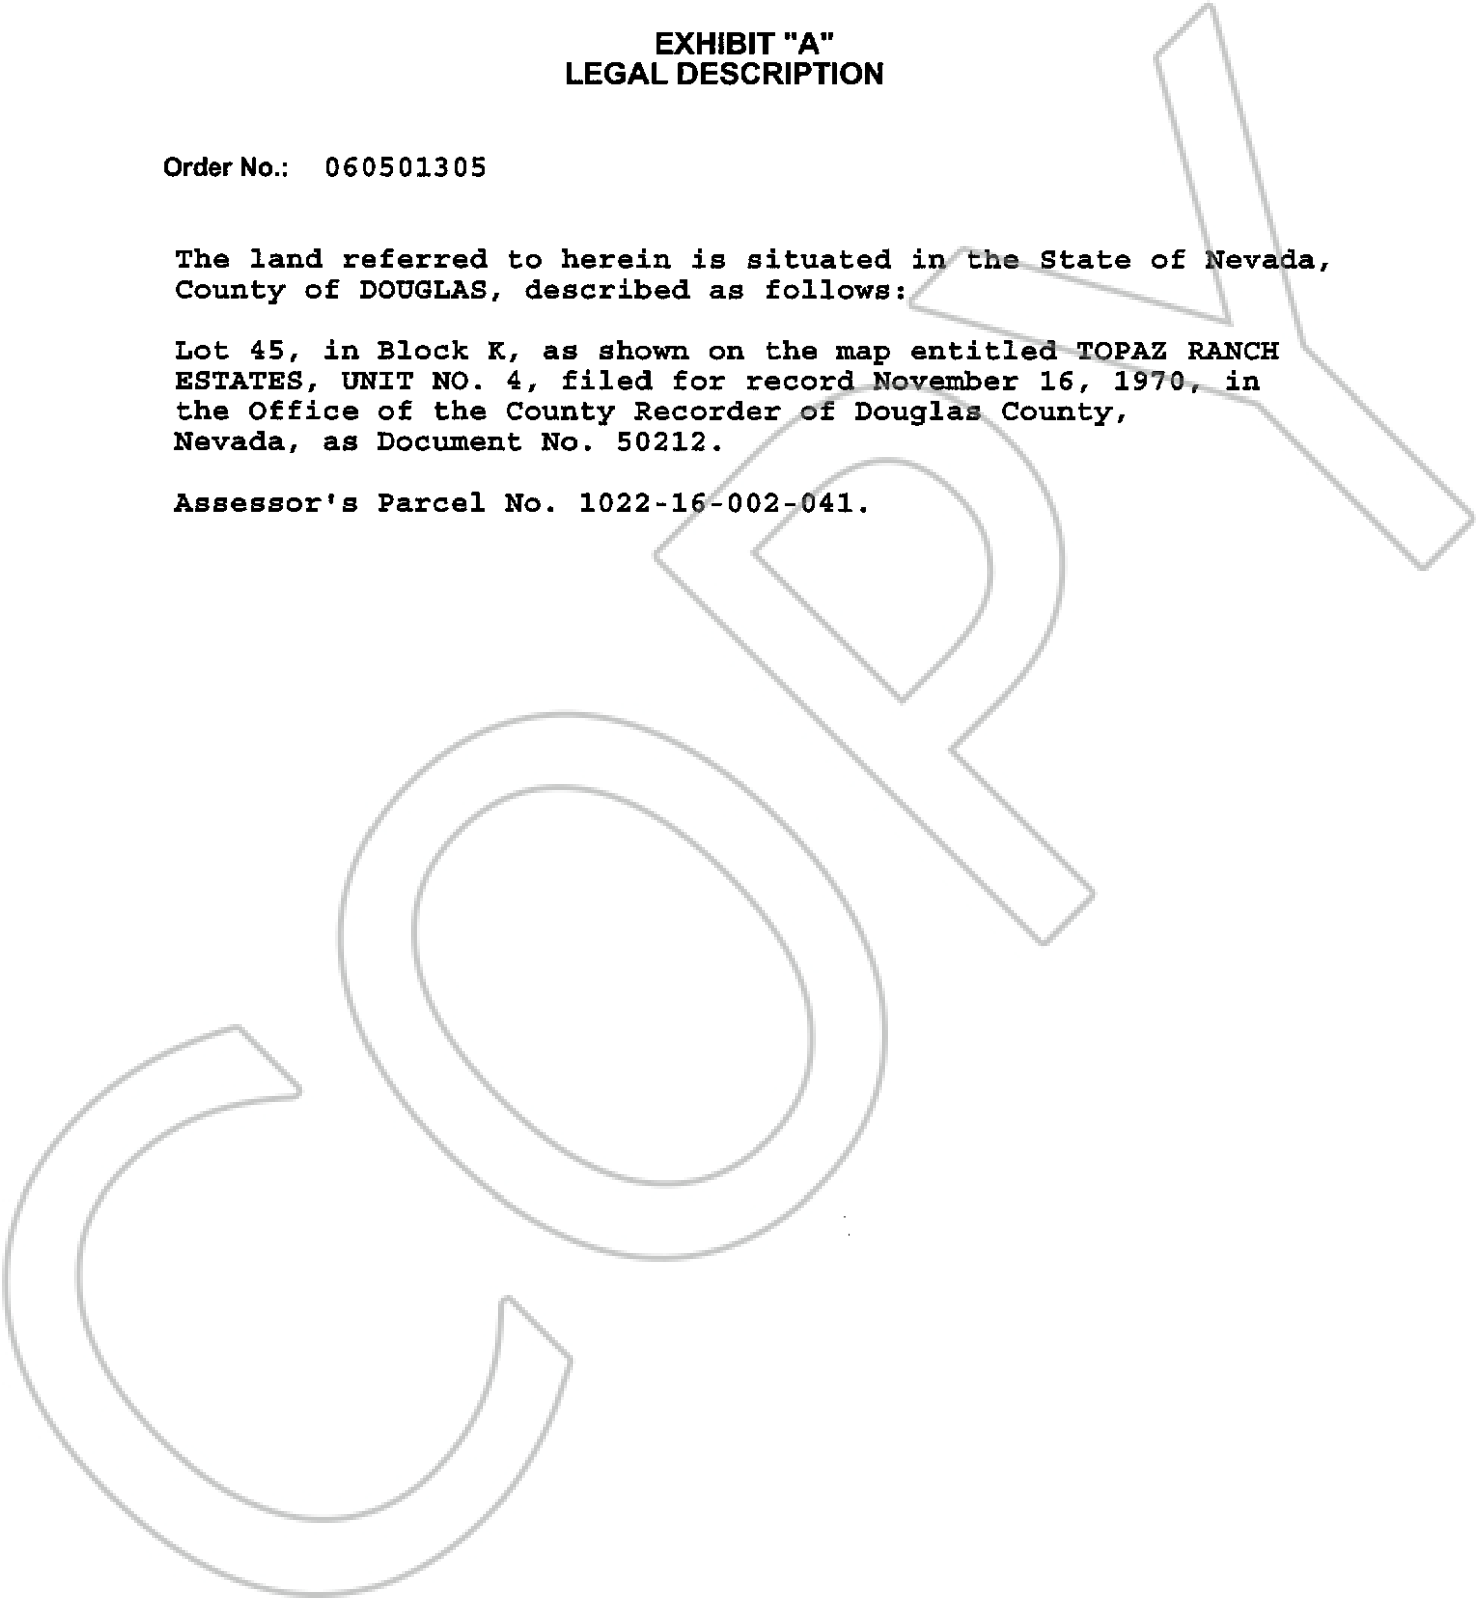 EXHIBIT "A"
LEGAL DESCRIPTION
Order No.: 060501305
The land referred to herein is situated in the State of Nevada,
County of DOUGLAS, described as follows:
Lot 45, in Block K, as shown on the map entitled TOPAZ RANCH
ESTATES, UNIT NO. 4, filed for record November 16, 1970, in
the Office of the County Recorder of Douglas County,
Nevada, as Document No. 50212.
Assessor's Parcel No. 1022-16-002-041.
COPY